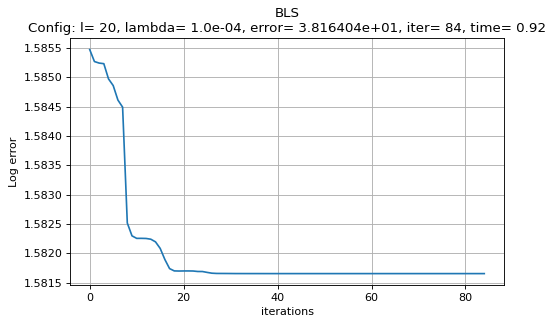 BLS
Config: l= 20, lambda= 1.0e-04, error= 3.816404e+01, iter= 84, time= 0.92
1.5855
1.5850
1.5845
1.5840
1.5835
1.5830
1.5825
1.5820
1.5815
Log error
0 20 40 60 80
iterations